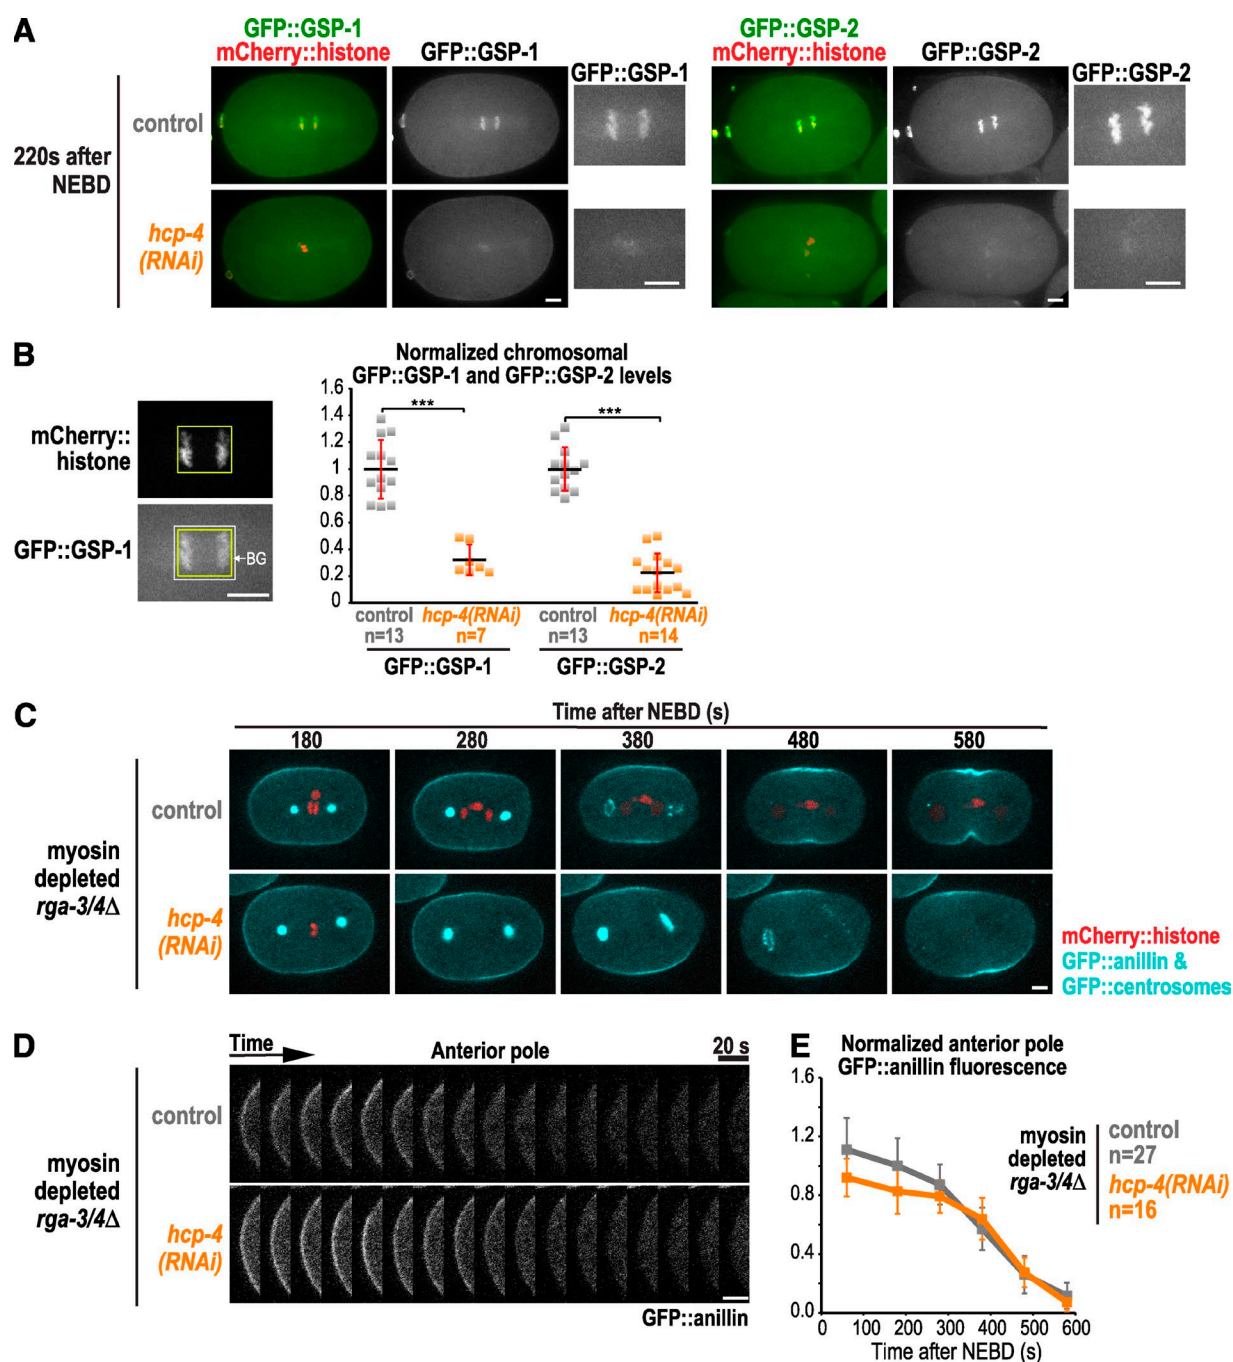 A
GFP::GSP-1
mCherry::histone
GFP::GSP-1
GFP::GSP-1
GFP::GSP-2
mCherry::histone
GFP::GSP-2
GFP::GSP-2
220s after
NEBD
control
hcp-4
(RNAi)
B
mCherry::
histone
GFP::GSP-1
BG
Normalized chromosomal
GFP::GSP-1 and GFP::GSP-2 levels
1.6
1.4
1.2
1
0.8
0.6
0.4
0.2
0
***
***
control
n=13
hcp-4(RNAi)
n=7
control
n=13
hcp-4(RNAi)
n=14
GFP::GSP-1
GFP::GSP-2
C
Time after NEBD (s)
180
280
380
480
580
myosin
depleted
rga-3/4Δ
control
hcp-4
(RNAi)
mCherry::histone
GFP::anillin &
GFP::centrosomes
D
Time
Anterior pole
20 s
myosin
depleted
rga-3/4Δ
control
hcp-4
(RNAi)
GFP::anillin
E
Normalized anterior pole
GFP::anillin fluorescence
1.6
1.2
0.8
0.4
0.0
0 100 200 300 400 500 600
Time after NEBD (s)
myosin
depleted
rga-3/4Δ
control
n=27
hcp-4(RNAi)
n=16